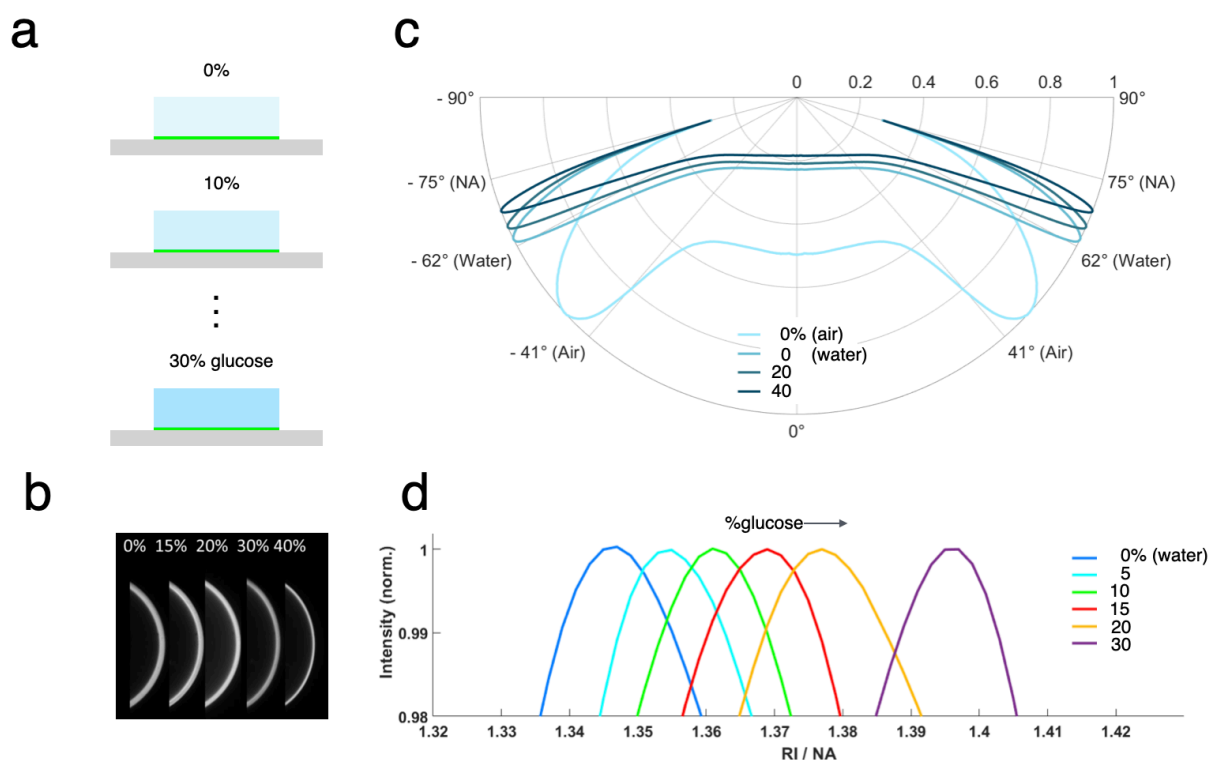 a
0%
10%
⋮
30% glucose
b
0% 15% 20% 30% 40%
c
0 0.2 0.4 0.6 0.8 1
- 90° 90°
- 75° (NA) 75° (NA)
- 62° (Water) 62° (Water)
- 41° (Air) 41° (Air)
0°
0% (air)
0 (water)
20
40
d
%glucose
Intensity (norm.)
1
0.99
0.98
1.32 1.33 1.34 1.35 1.36 1.37 1.38 1.39 1.4 1.41 1.42
RI / NA
0% (water)
5
10
15
20
30